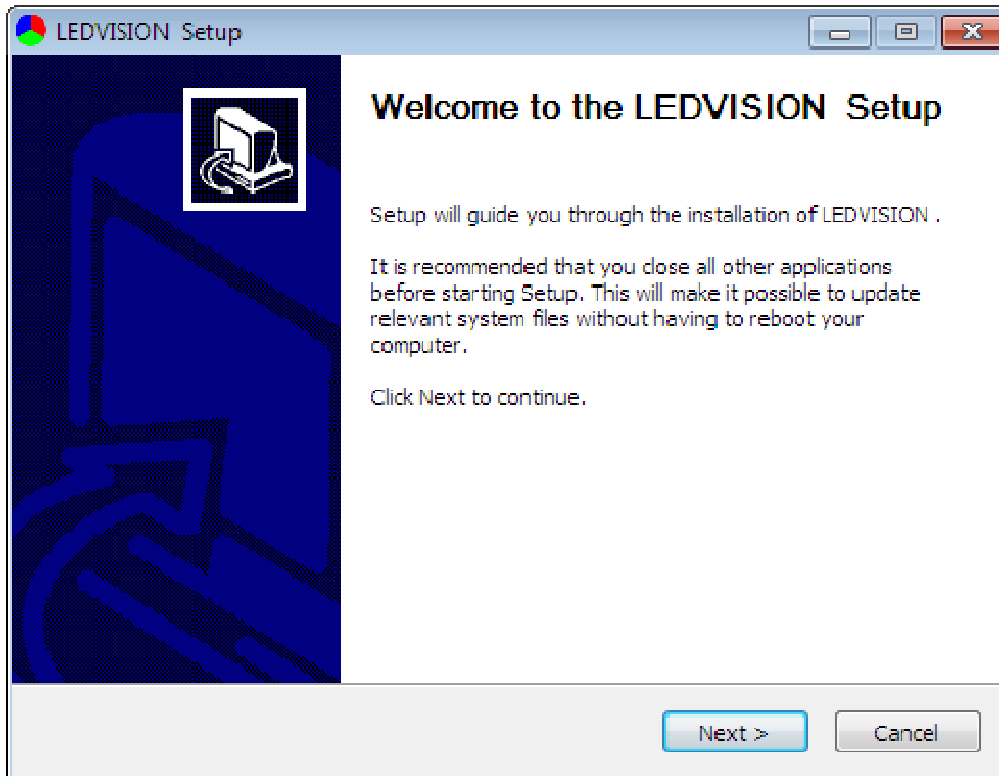 LEDVISION Setup
Welcome to the LEDVISION Setup
Setup will guide you through the installation of LEDVISION .
It is recommended that you close all other applications
before starting Setup. This will make it possible to update
relevant system files without having to reboot your
computer.
Click Next to continue.
Next >
Cancel